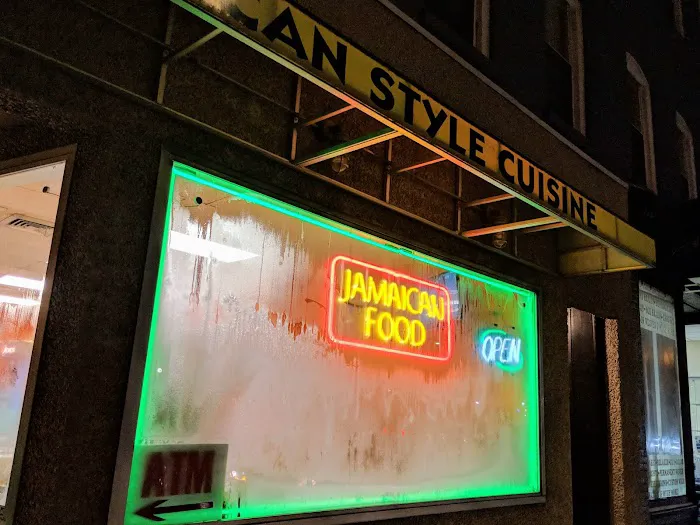 CAN STYLE CUISINE
JAMAICAN
FOOD
OPEN
ATM